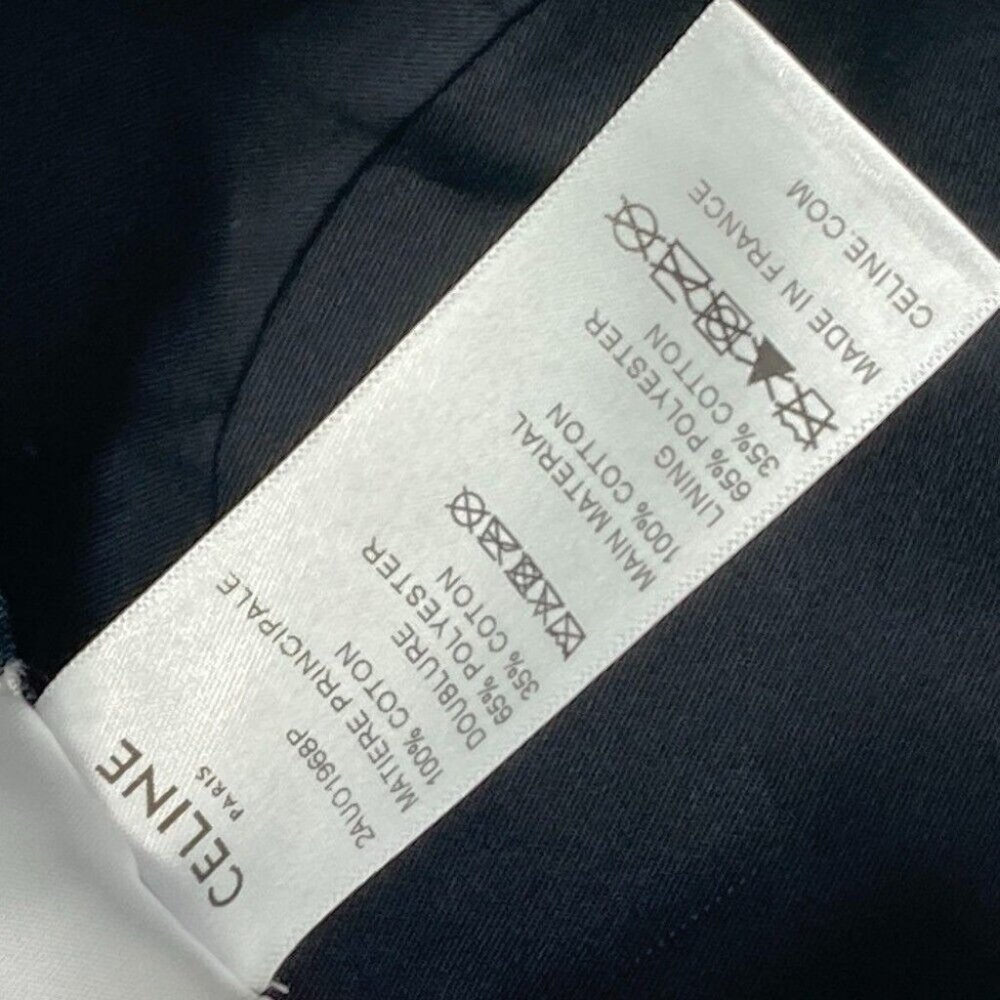 CELINE
PARIS
2AU01968P
MATIERE PRINCIPALE
100% COTON
DOUBLURE
65% POLYESTER
35% COTON
MAIN MATERIAL
100% COTTON
LINING
65% POLYESTER
35% COTTON
MADE IN FRANCE
CELINE.COM